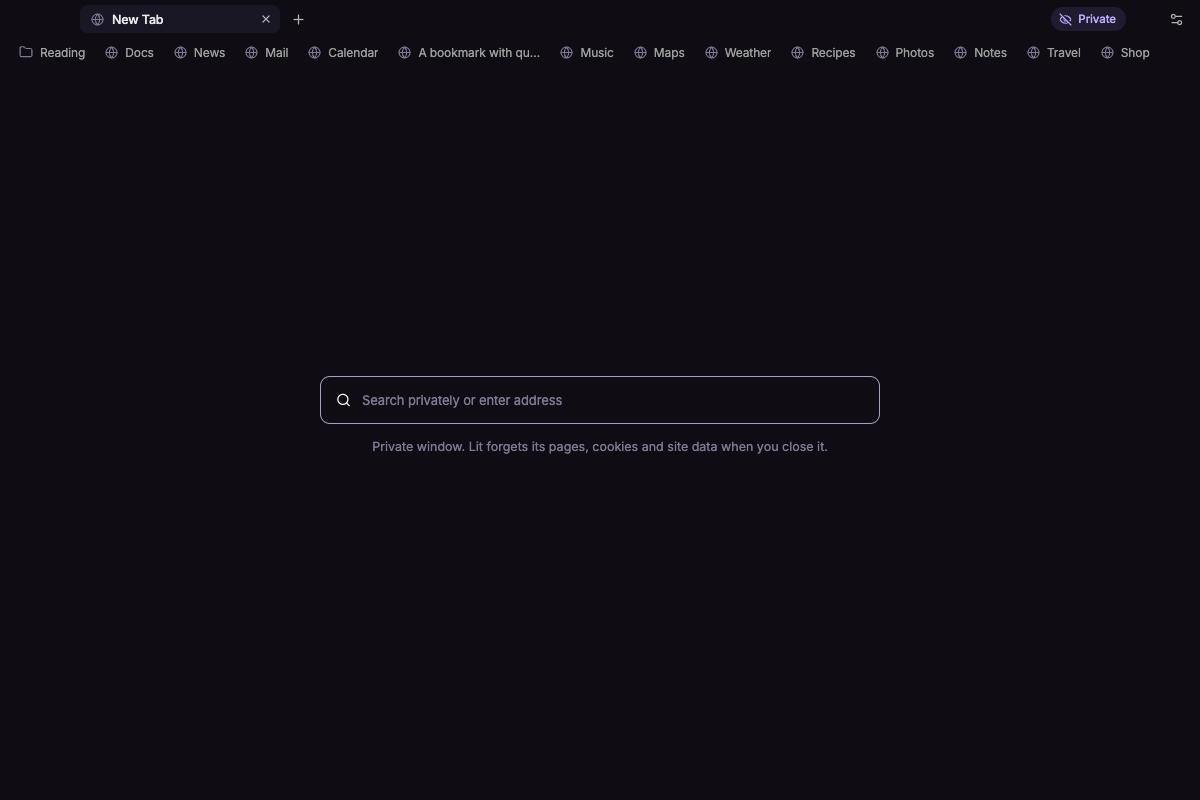 New Tab
Private
Reading Docs News Mail Calendar A bookmark with qu... Music Maps Weather Recipes Photos Notes Travel Shop
Search privately or enter address
Private window. Lit forgets its pages, cookies and site data when you close it.